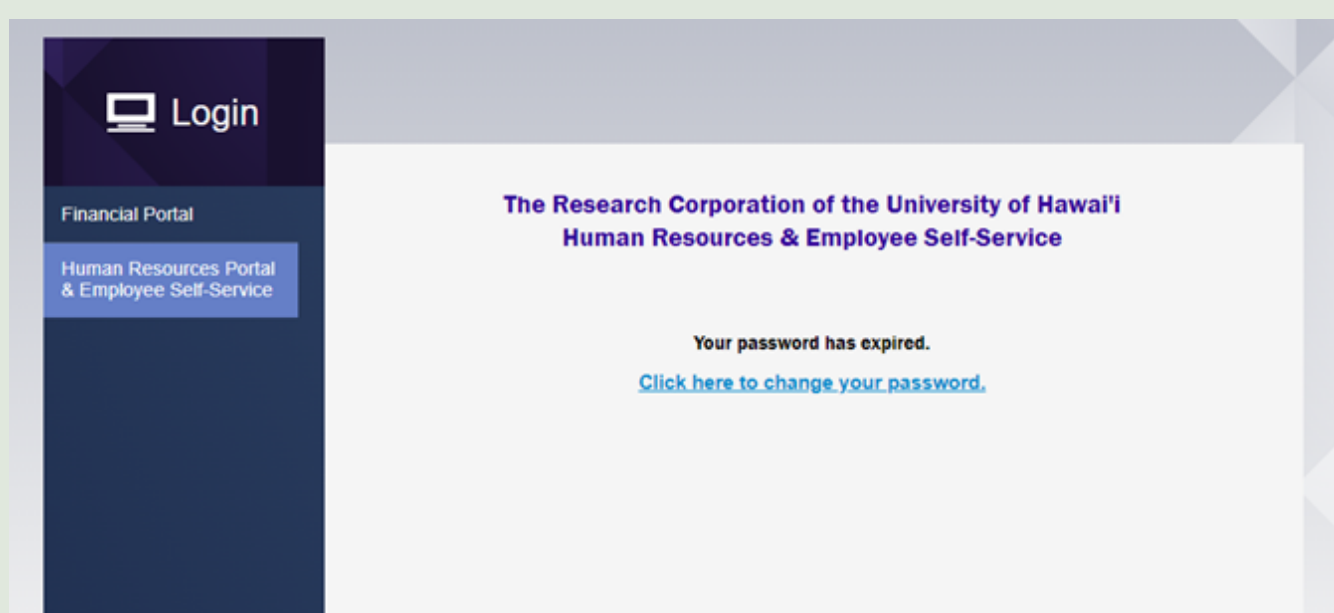 Login
Financial Portal
Human Resources Portal
& Employee Self-Service
The Research Corporation of the University of Hawai'i
Human Resources & Employee Self-Service
Your password has expired.
Click here to change your password.